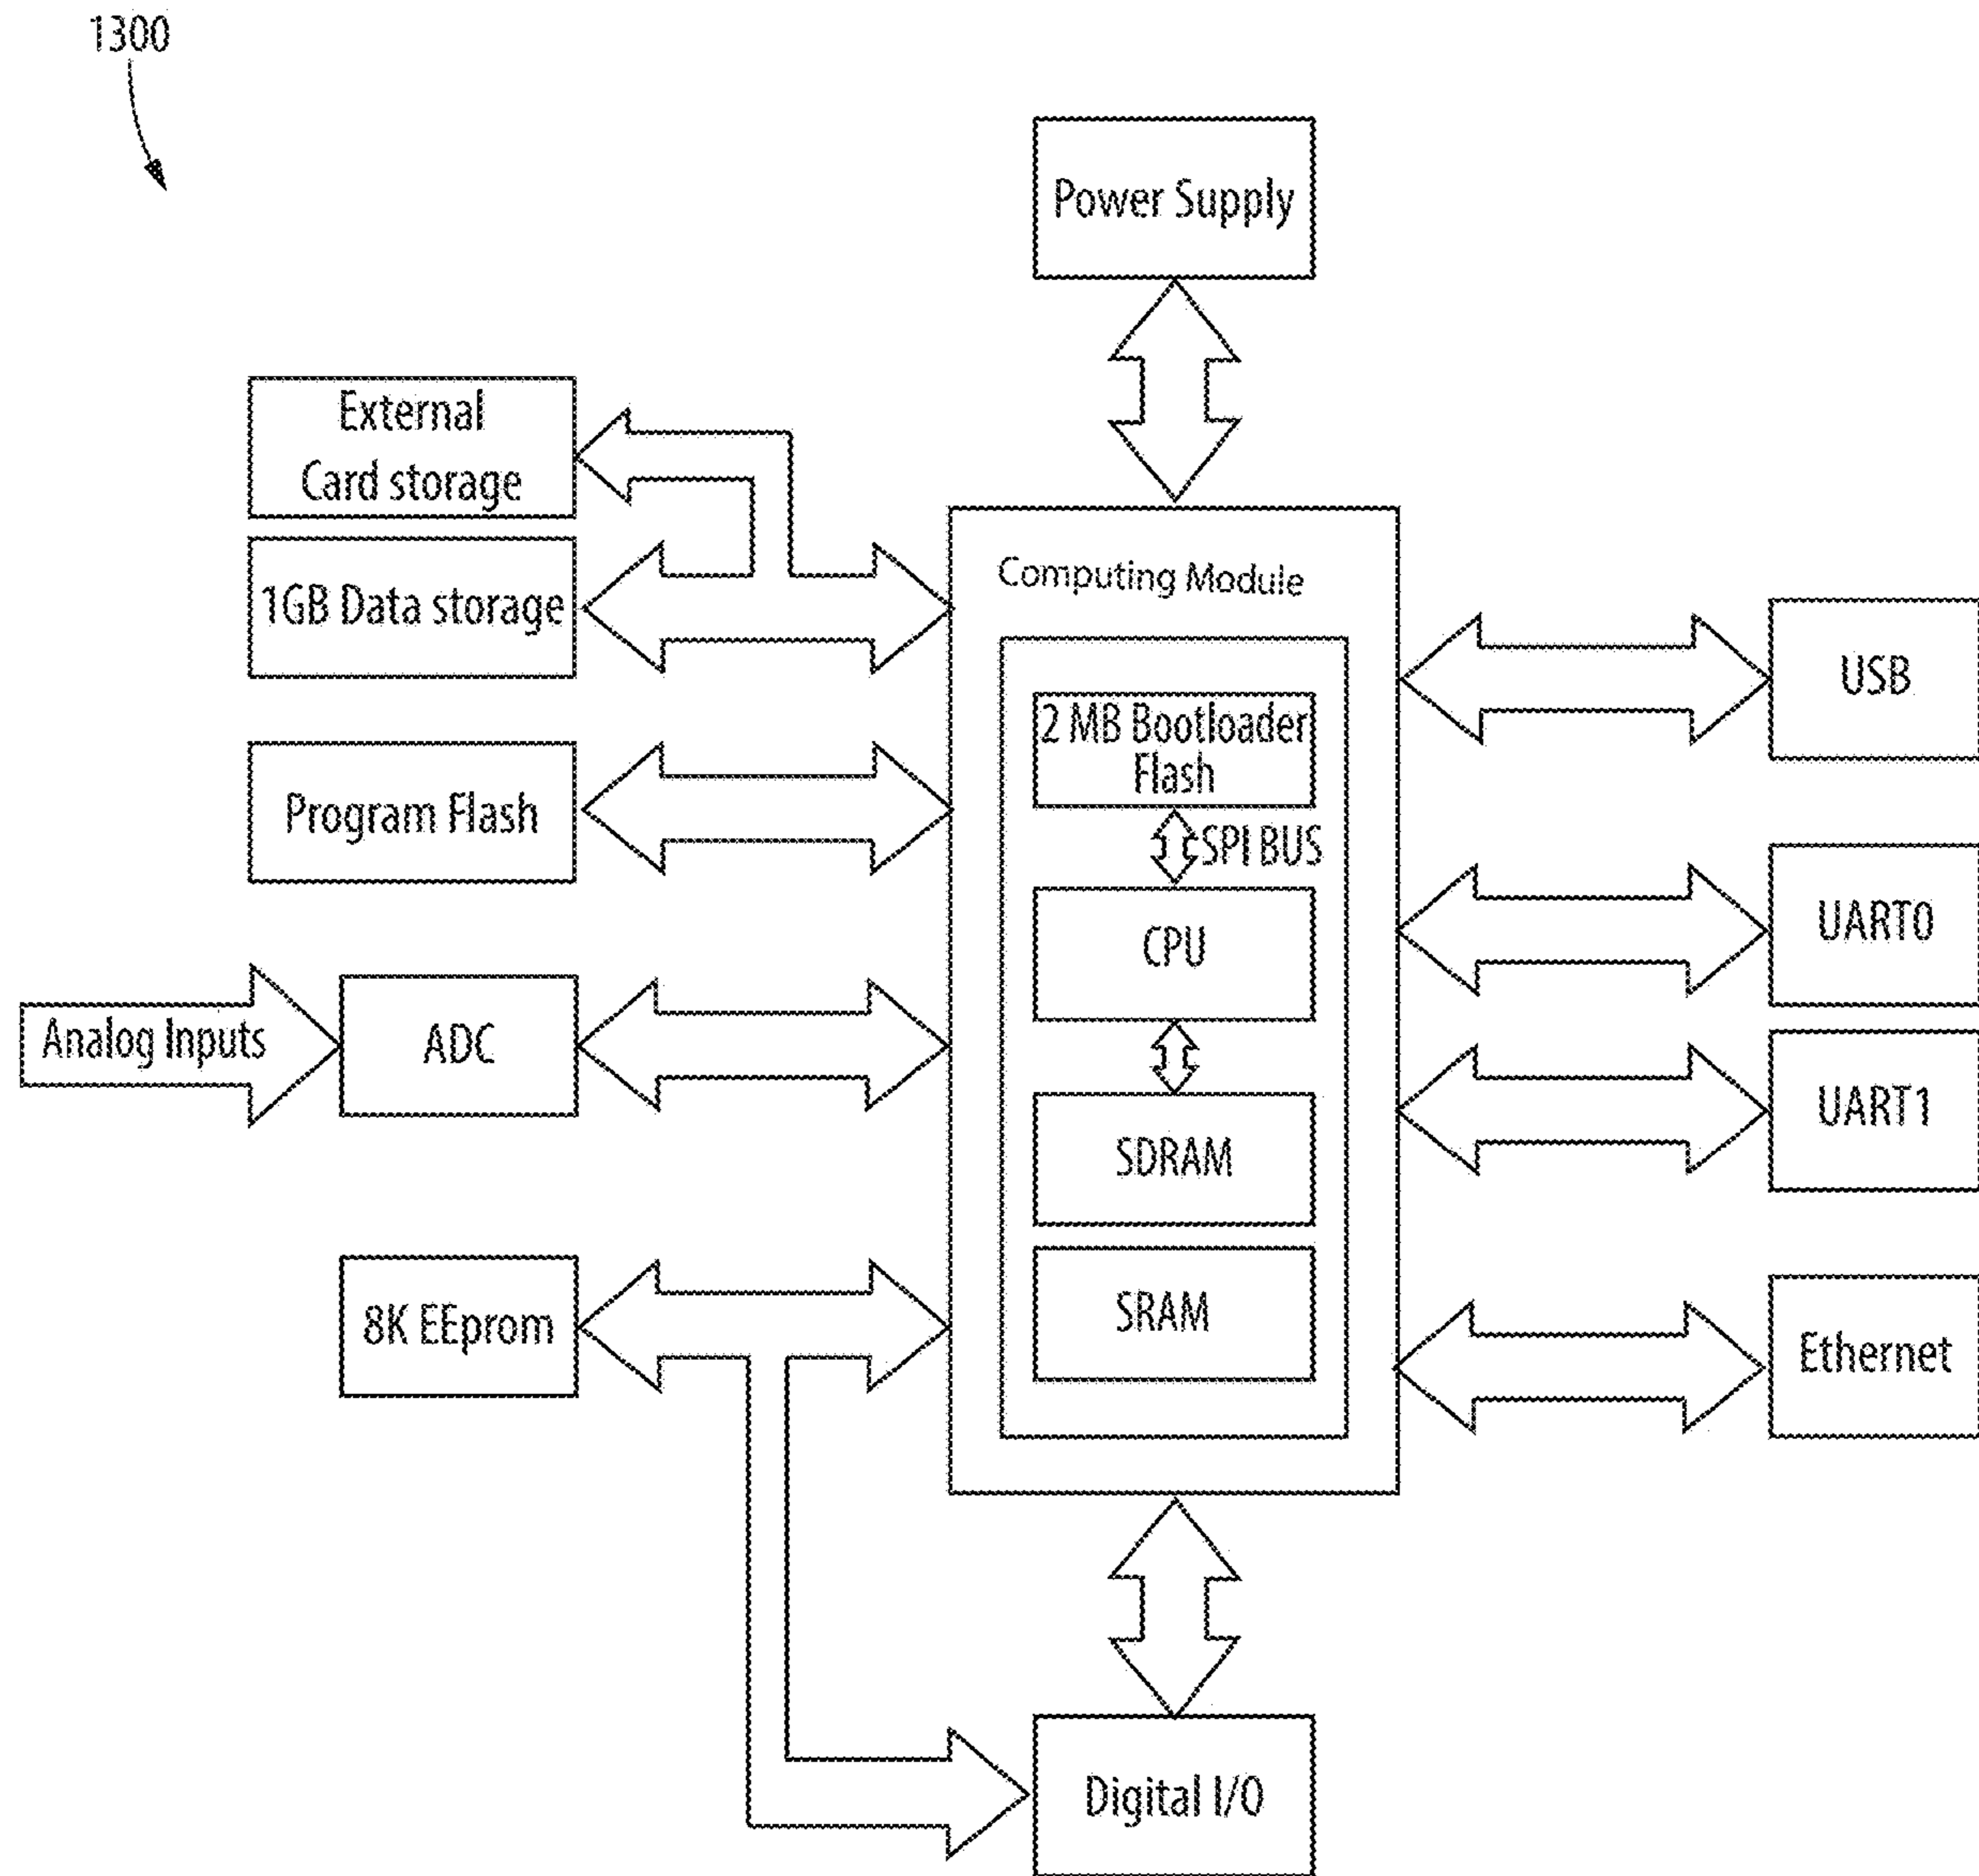 1300
Power Supply
External
Card storage
1GB Data storage
Computing Module
USB
2 MB Bootloader
Flash
Program Flash
SPI BUS
CPU
UART0
Analog Inputs
ADC
UART1
SDRAM
8K EEprom
SRAM
Ethernet
Digital I/O